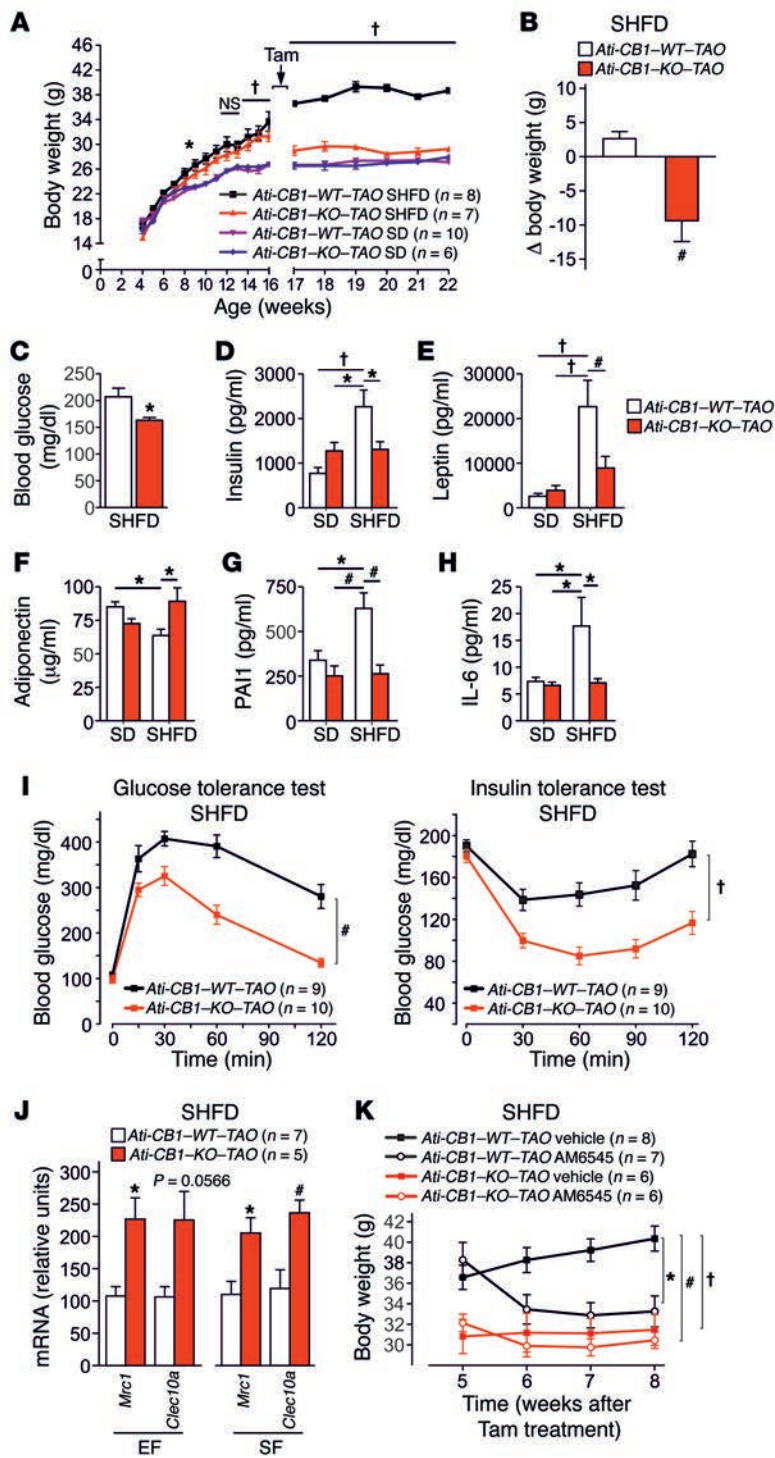 A
Body weight (g)
46
42
38
34
30
26
22
18
14
0
Tam
†
†
NS
*
Ati-CB1–WT–TAO SHFD (n = 8)
Ati-CB1–KO–TAO SHFD (n = 7)
Ati-CB1–WT–TAO SD (n = 10)
Ati-CB1–KO–TAO SD (n = 6)
0 2 4 6 8 10 12 14 16 17 18 19 20 21 22
Age (weeks)
B
SHFD
Ati-CB1–WT–TAO
Ati-CB1–KO–TAO
Δ body weight (g)
10
5
0
-5
-10
-15
#
C
Blood glucose
(mg/dl)
250
200
150
100
50
0
*
SHFD
D
Insulin (pg/ml)
3000
2000
1000
0
†
* *
SD SHFD
E
Leptin (pg/ml)
30000
20000
10000
0
†
† #
SD SHFD
Ati-CB1–WT–TAO
Ati-CB1–KO–TAO
F
Adiponectin
(μg/ml)
100
75
50
25
0
* *
SD SHFD
G
PAI1 (pg/ml)
750
500
250
0
*
# #
SD SHFD
H
IL-6 (pg/ml)
25
20
15
10
5
0
*
* *
SD SHFD
I
Glucose tolerance test
SHFD
Blood glucose (mg/dl)
400
300
200
100
0
#
Ati-CB1–WT–TAO (n = 9)
Ati-CB1–KO–TAO (n = 10)
0 30 60 90 120
Time (min)
Insulin tolerance test
SHFD
Blood glucose (mg/dl)
200
160
120
80
40
†
Ati-CB1–WT–TAO (n = 9)
Ati-CB1–KO–TAO (n = 10)
0 30 60 90 120
Time (min)
J
SHFD
Ati-CB1–WT–TAO (n = 7)
Ati-CB1–KO–TAO (n = 5)
mRNA (relative units)
300
250
200
150
100
50
0
P = 0.0566
* * #
Mrc1 Clec10a Mrc1 Clec10a
EF SF
K
SHFD
Ati-CB1–WT–TAO vehicle (n = 8)
Ati-CB1–WT–TAO AM6545 (n = 7)
Ati-CB1–KO–TAO vehicle (n = 6)
Ati-CB1–KO–TAO AM6545 (n = 6)
Body weight (g)
42
40
38
36
34
32
30
* # †
5 6 7 8
Time (weeks after
Tam treatment)